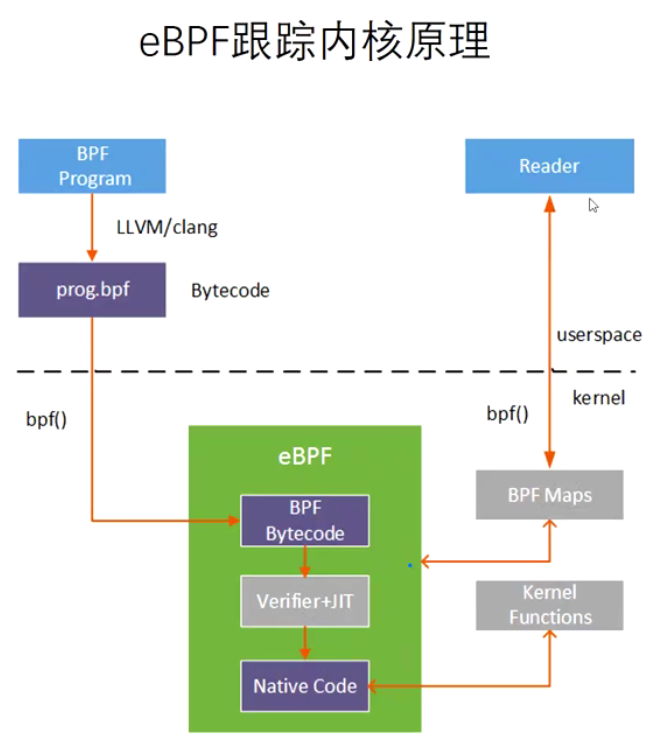 eBPF跟踪内核原理
BPF
Program
Reader
LLVM/clang
prog.bpf
Bytecode
userspace
kernel
bpf()
bpf()
eBPF
BPF
Bytecode
BPF Maps
Verifier+JIT
Kernel
Functions
Native Code